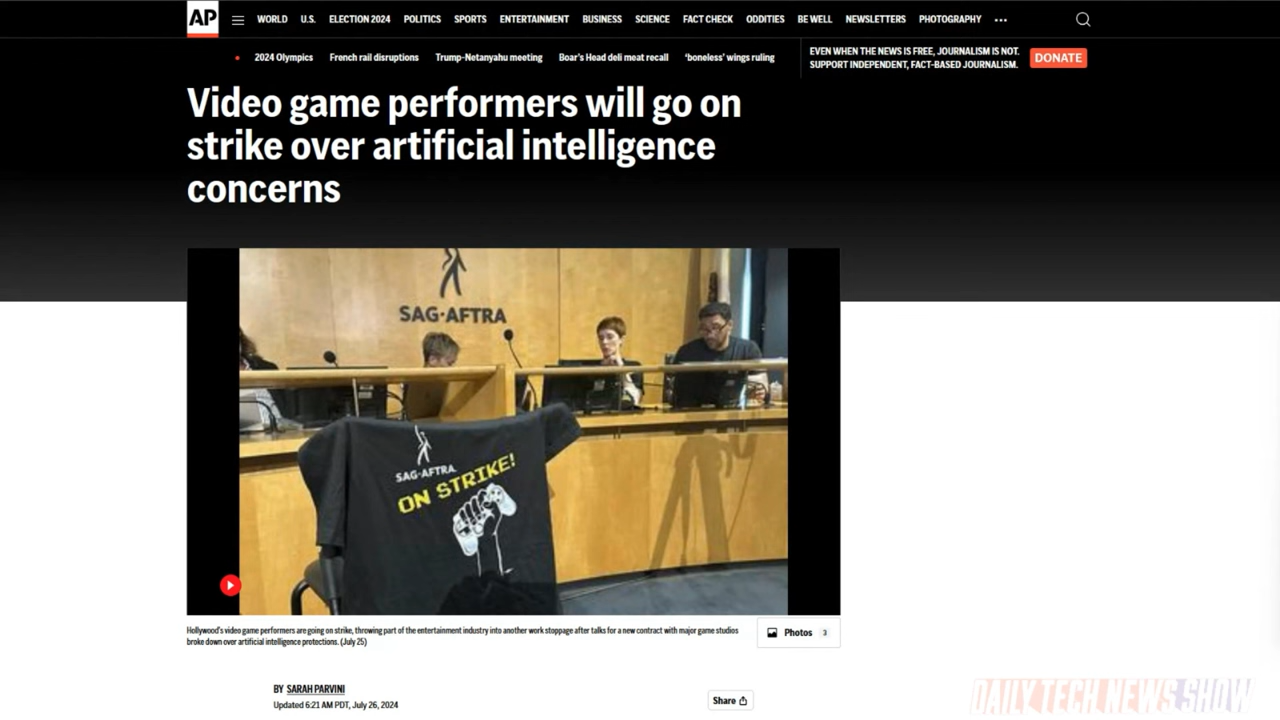 AP
WORLD U.S. ELECTION 2024 POLITICS SPORTS ENTERTAINMENT BUSINESS SCIENCE FACT CHECK ODDITIES BE WELL NEWSLETTERS PHOTOGRAPHY
2024 Olympics French rail disruptions Trump-Netanyahu meeting Boar's Head deli meat recall 'boneless' wings ruling
EVEN WHEN THE NEWS IS FREE, JOURNALISM IS NOT.
SUPPORT INDEPENDENT, FACT-BASED JOURNALISM.
DONATE
Video game performers will go on
strike over artificial intelligence
concerns
SAG·AFTRA
SAG·AFTRA
ON STRIKE!
Hollywood's video game performers are going on strike, throwing part of the entertainment industry into another work stoppage after talks for a new contract with major game studios
broke down over artificial intelligence protections. (July 25)
Photos 3
BY SARAH PARVINI
Updated 6:21 AM PDT, July 26, 2024
Share
DAILY TECH NEWS SHOW